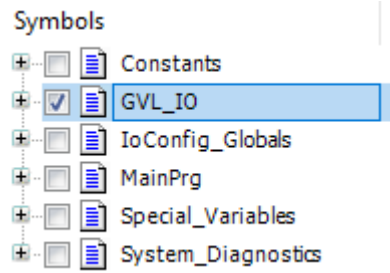 Symbols
Constants
GVL_IO
IoConfig_Globals
MainPrg
Special_Variables
System_Diagnostics